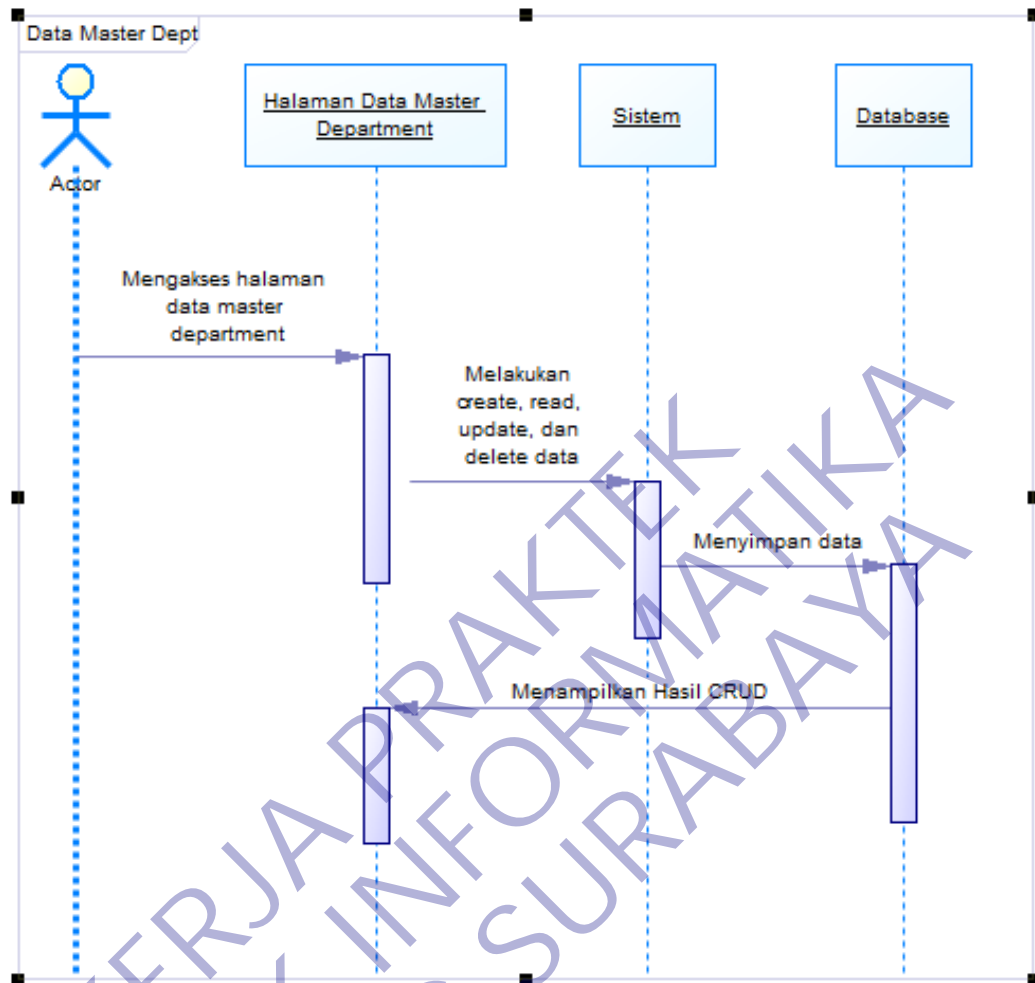 Data Master Dept
Actor
Halaman Data Master
Department
Sistem
Database
Mengakses halaman
data master
department
Melakukan
create, read,
update, dan
delete data
Menyimpan data
Menampilkan Hasil CRUD
KERJA PRAKTEK
INFORMATIKA
SURABAYA